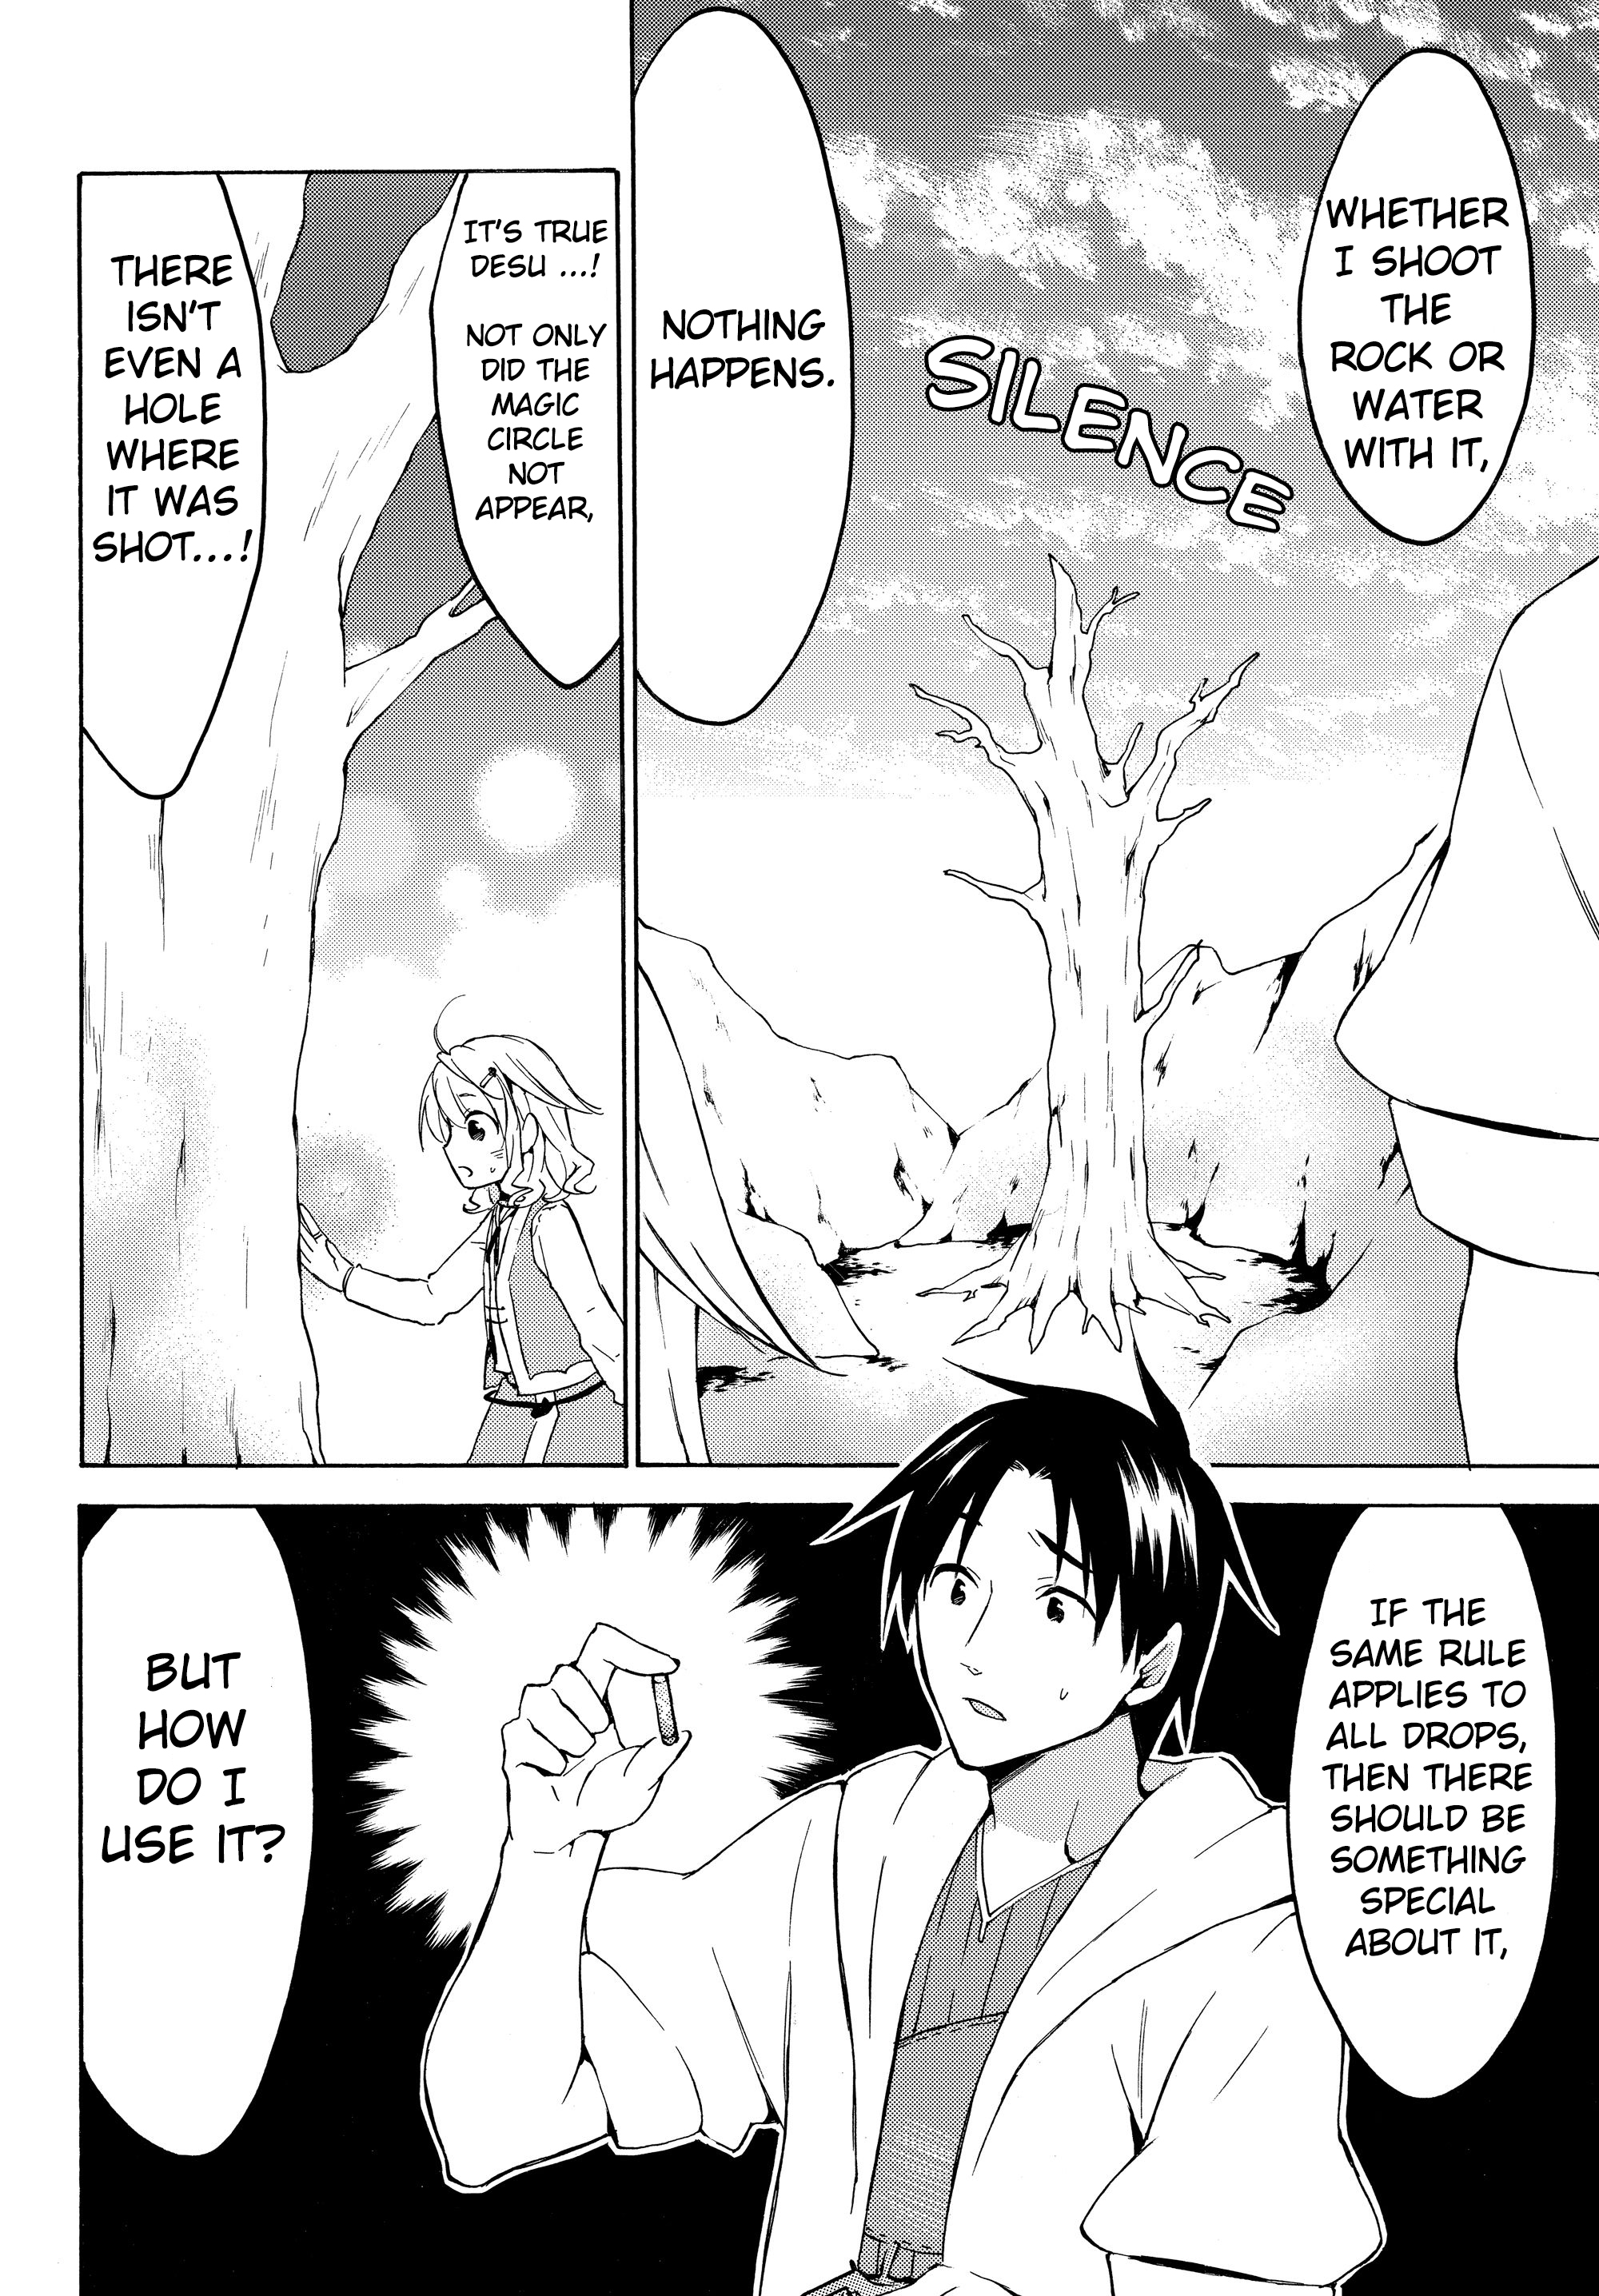 WHETHER
I SHOOT
THE
ROCK OR
WATER
WITH IT,
SILENCE
NOTHING
HAPPENS.
IT'S TRUE
DESU ...!
NOT ONLY
DID THE
MAGIC
CIRCLE
NOT
APPEAR,
THERE
ISN'T
EVEN A
HOLE
WHERE
IT WAS
SHOT...!
IF THE
SAME RULE
APPLIES TO
ALL DROPS,
THEN THERE
SHOULD BE
SOMETHING
SPECIAL
ABOUT IT,
BUT
HOW
DO I
USE IT?